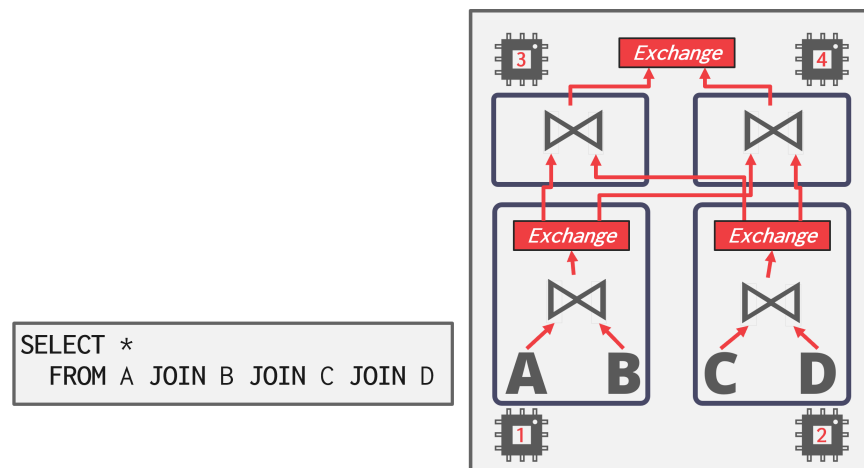 SELECT *
FROM A JOIN B JOIN C JOIN D
3
Exchange
4
Exchange
Exchange
A
B
C
D
1
2